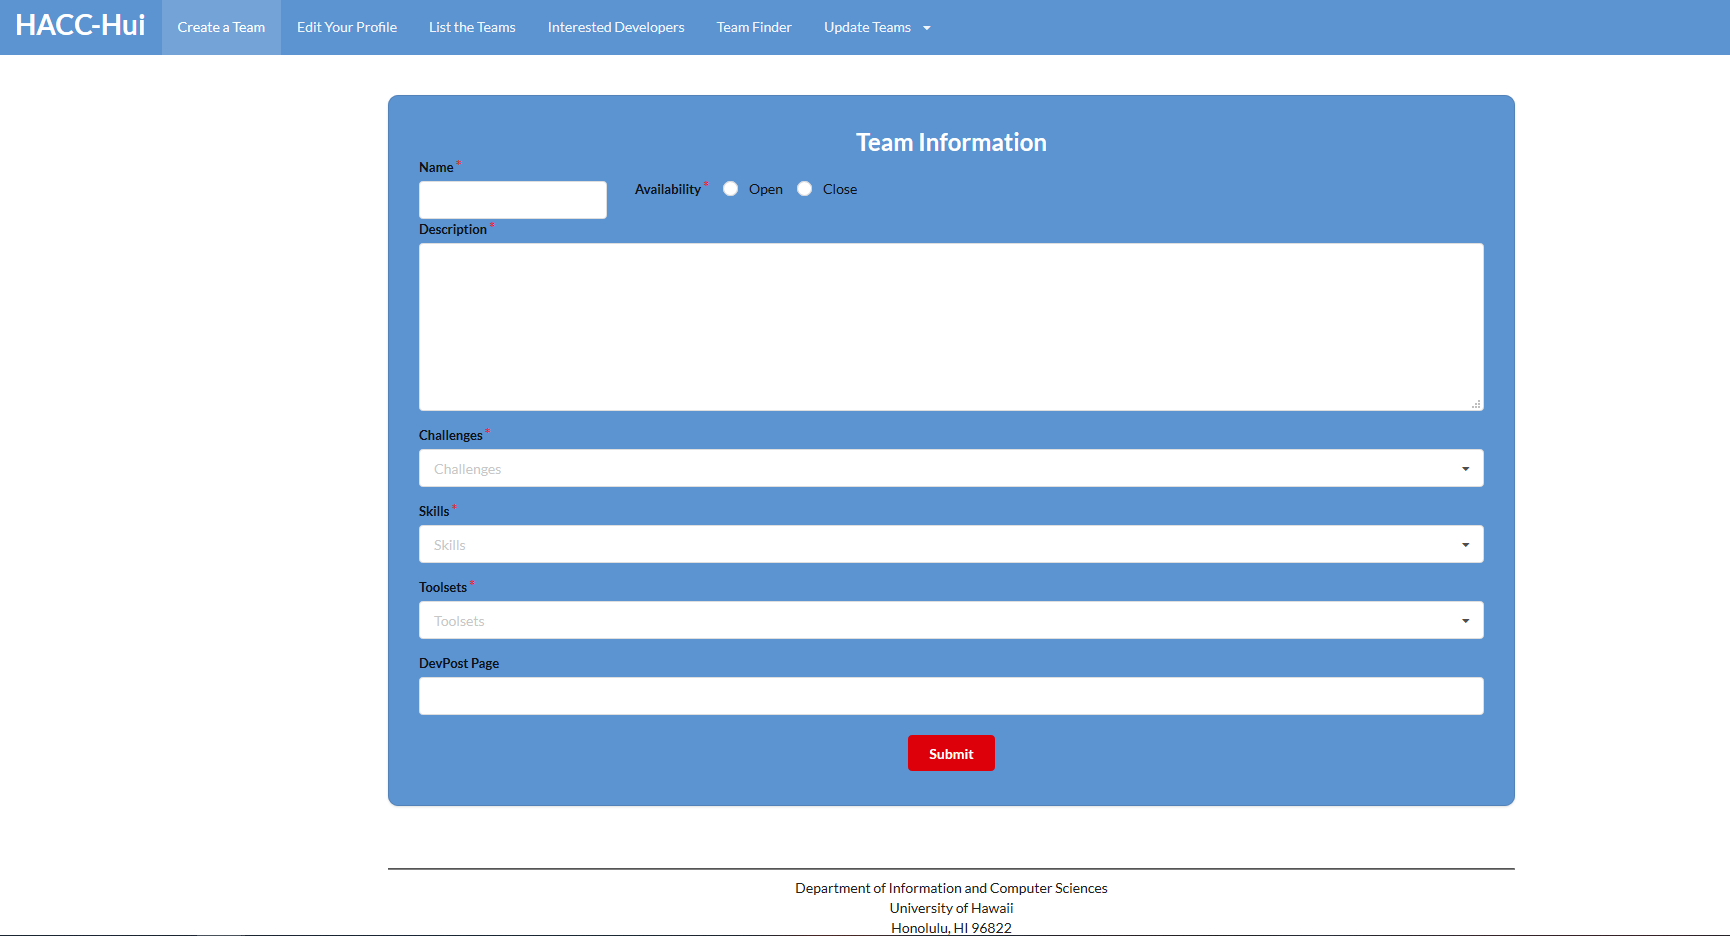 HACC-Hui Create a Team Edit Your Profile List the Teams Interested Developers Team Finder Update Teams
Team Information
Name *
Availability * Open Close
Description *
Challenges *
Challenges
Skills *
Skills
Toolsets *
Toolsets
DevPost Page
Submit
Department of Information and Computer Sciences
University of Hawaii
Honolulu, HI 96822